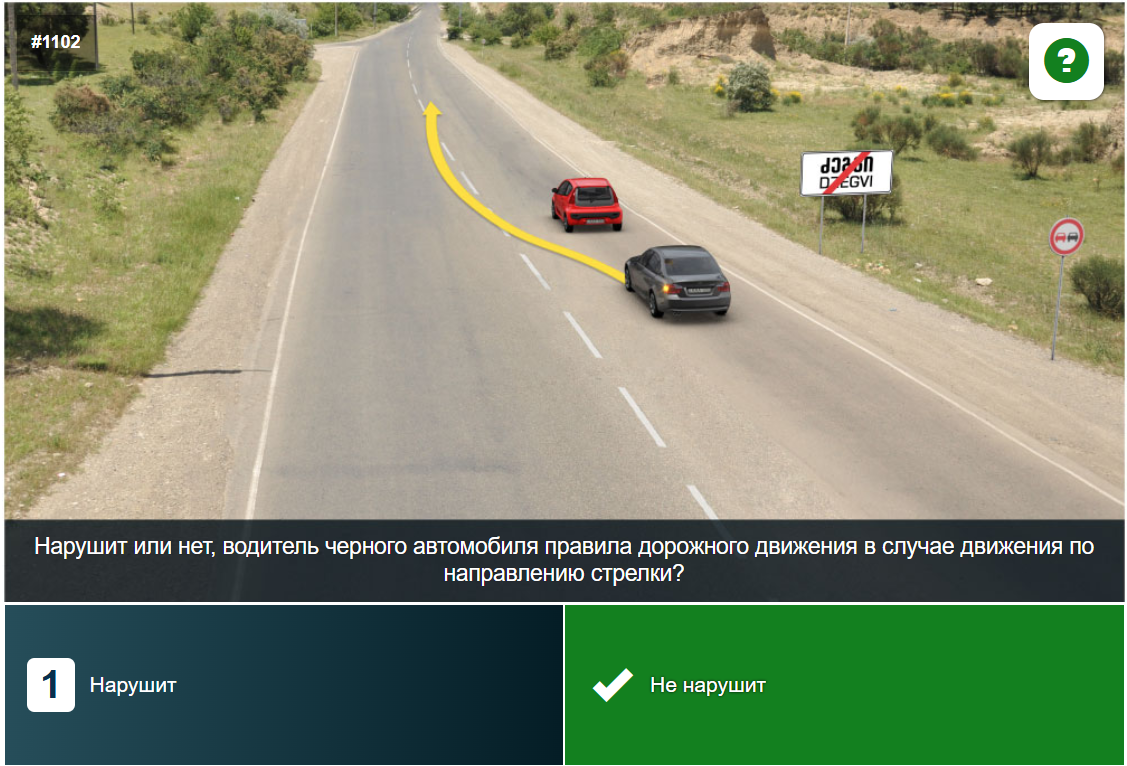 #1102
?
ძეგვი
DZEGVI
Нарушит или нет, водитель черного автомобиля правила дорожного движения в случае движения по
направлению стрелки?
1 Нарушит
Не нарушит